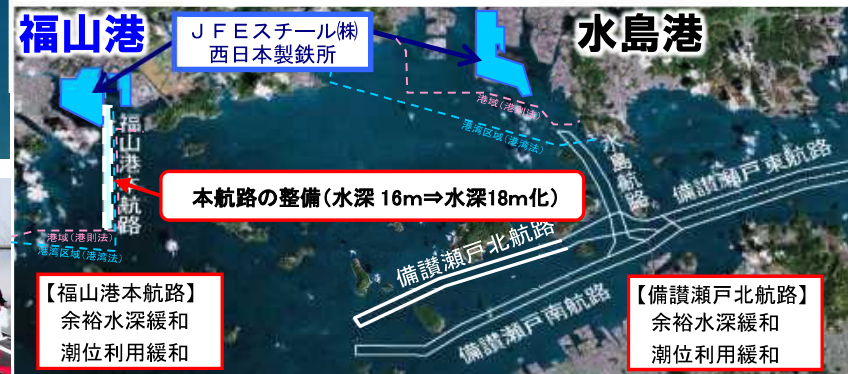 福山港
JFEスチール㈱
西日本製鉄所
水島港
港域(港則法)
港湾区域(港湾法)
福山港本航路
水島航路
備讃瀬戸東航路
本航路の整備(水深 16m⇒水深18m化)
港域(港則法)
港湾区域(港湾法)
備讃瀬戸北航路
備讃瀬戸南航路
【福山港本航路】
余裕水深緩和
潮位利用緩和
【備讃瀬戸北航路】
余裕水深緩和
潮位利用緩和